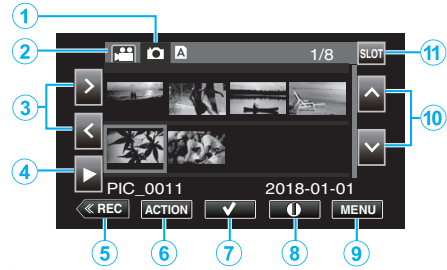 1
2 A 1/8 SLOT 11
3
10
4
PIC_0011 2018-01-01
REC ACTION MENU
5 6 7 8 9